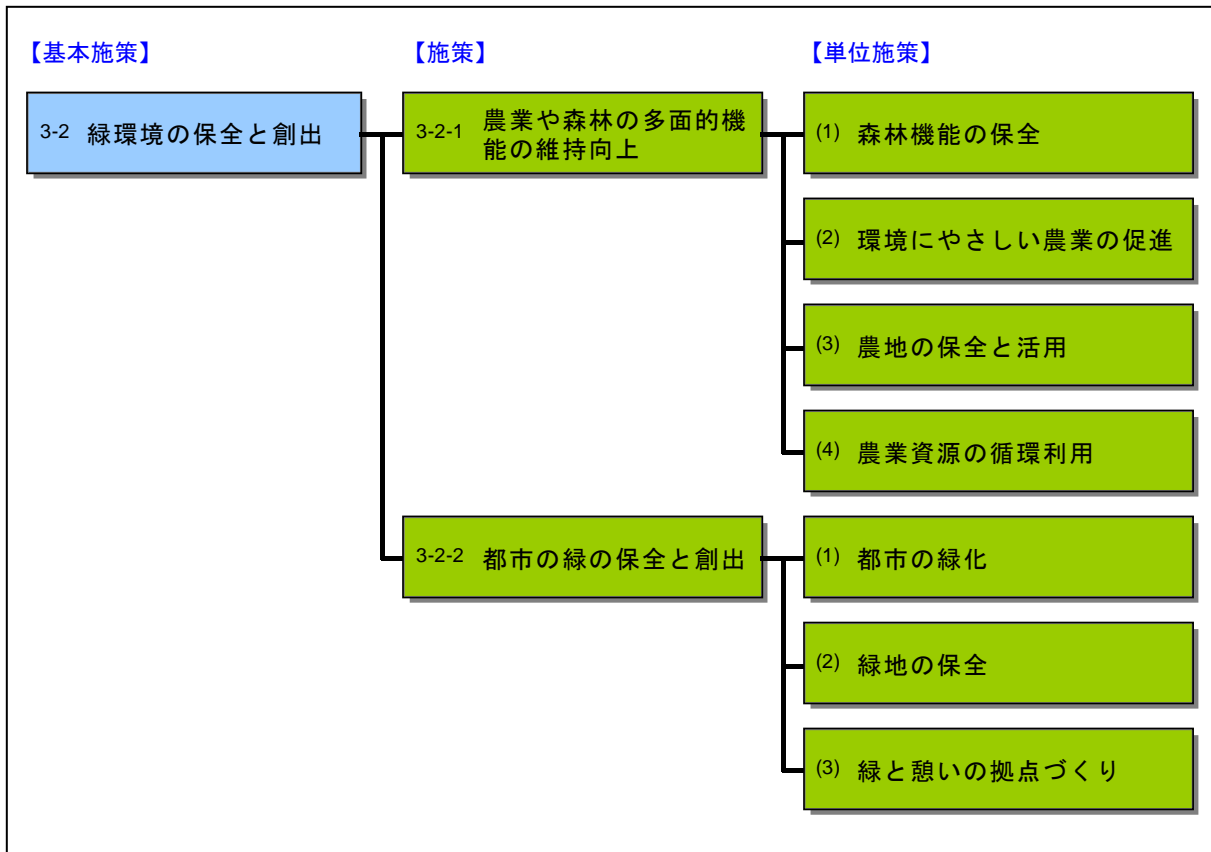 【基本施策】
【施策】
【単位施策】
3-2 緑環境の保全と創出
3-2-1 農業や森林の多面的機
能の維持向上
(1) 森林機能の保全
(2) 環境にやさしい農業の促進
(3) 農地の保全と活用
(4) 農業資源の循環利用
3-2-2 都市の緑の保全と創出
(1) 都市の緑化
(2) 緑地の保全
(3) 緑と憩いの拠点づくり